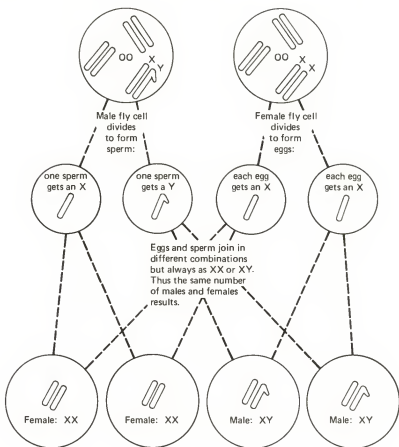 X
Y
X
X
Male fly cell
divides
to form
sperm:
Female fly cell
divides
to form
eggs:
one sperm
gets an X
one sperm
gets a Y
each egg
gets an X
each egg
gets an X
Eggs and sperm join in
different combinations
but always as XX or XY.
Thus the same number
of males and females
results.
Female: XX
Female: XX
Male: XY
Male: XY